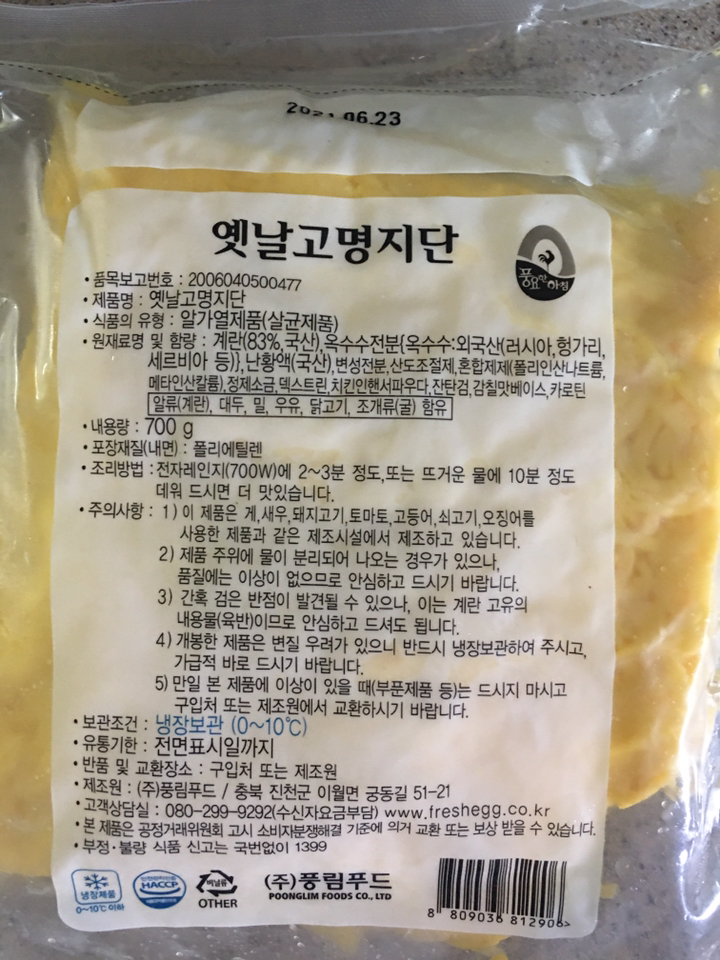 2021.06.23
옛날고명지단
풍요한아침
• 품목보고번호 : 2006040500477
• 제품명 : 옛날고명지단
• 식품의 유형 : 알가열제품(살균제품)
• 원재료명 및 함량 : 계란(83%,국산),옥수수전분{옥수수:외국산(러시아,헝가리,
세르비아 등)},난황액(국산),변성전분,산도조절제,혼합제제(폴리인산나트륨,
메타인산칼륨),정제소금,덱스트린,치킨인핸서파우다,잔탄검,감칠맛베이스,카로틴
알류(계란), 대두, 밀, 우유, 닭고기, 조개류(굴) 함유
• 내용량 : 700 g
• 포장재질(내면) : 폴리에틸렌
• 조리방법 : 전자레인지(700W)에 2~3분 정도,또는 뜨거운 물에 10분 정도
데워 드시면 더 맛있습니다.
• 주의사항 : 1) 이 제품은 게,새우,돼지고기,토마토,고등어,쇠고기,오징어를
사용한 제품과 같은 제조시설에서 제조하고 있습니다.
2) 제품 주위에 물이 분리되어 나오는 경우가 있으나,
품질에는 이상이 없으므로 안심하고 드시기 바랍니다.
3) 간혹 검은 반점이 발견될 수 있으나, 이는 계란 고유의
내용물(육반)이므로 안심하고 드셔도 됩니다.
4) 개봉한 제품은 변질 우려가 있으니 반드시 냉장보관하여 주시고,
가급적 바로 드시기 바랍니다.
5) 만일 본 제품에 이상이 있을 때(부푼제품 등)는 드시지 마시고
구입처 또는 제조원에서 교환하시기 바랍니다.
• 보관조건 : 냉장보관 (0~10℃)
• 유통기한 : 전면표시일까지
• 반품 및 교환장소 : 구입처 또는 제조원
• 제조원 : (주)풍림푸드 / 충북 진천군 이월면 궁동길 51-21
• 고객상담실 : 080-299-9292(수신자요금부담) www.freshegg.co.kr
• 본 제품은 공정거래위원회 고시 소비자분쟁해결 기준에 의거 교환 또는 보상 받을 수 있습니다.
• 부정·불량 식품 신고는 국번없이 1399
냉장제품
0~10℃ 이하
HACCP
비닐류
OTHER
(주)풍림푸드
POONGLIM FOODS CO., LTD
8 809036 812906>